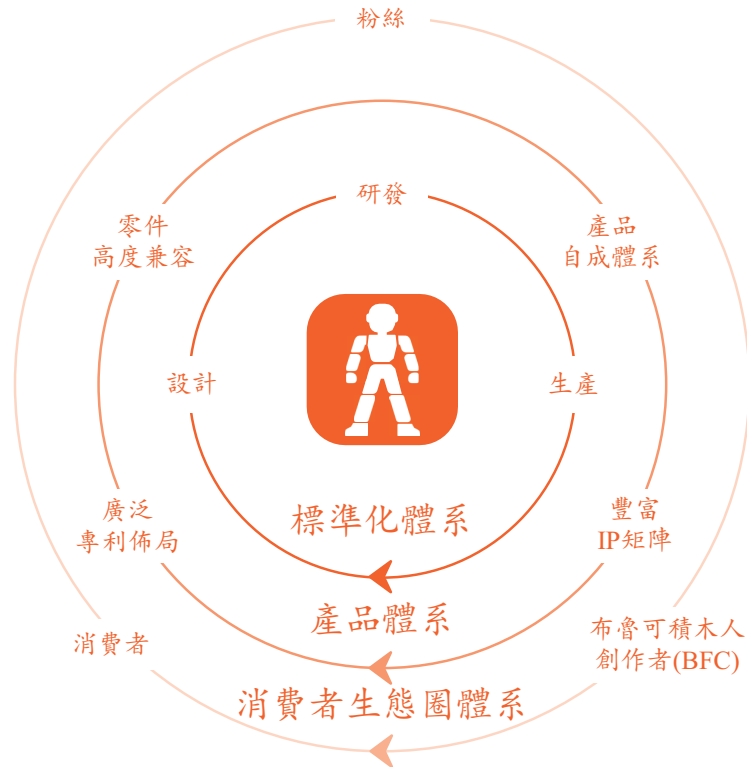 粉絲
研發
零件
高度兼容
產品
自成體系
設計
生產
標準化體系
廣泛
專利佈局
豐富
IP矩陣
產品體系
消費者
布魯可積木人
創作者(BFC)
消費者生態圈體系